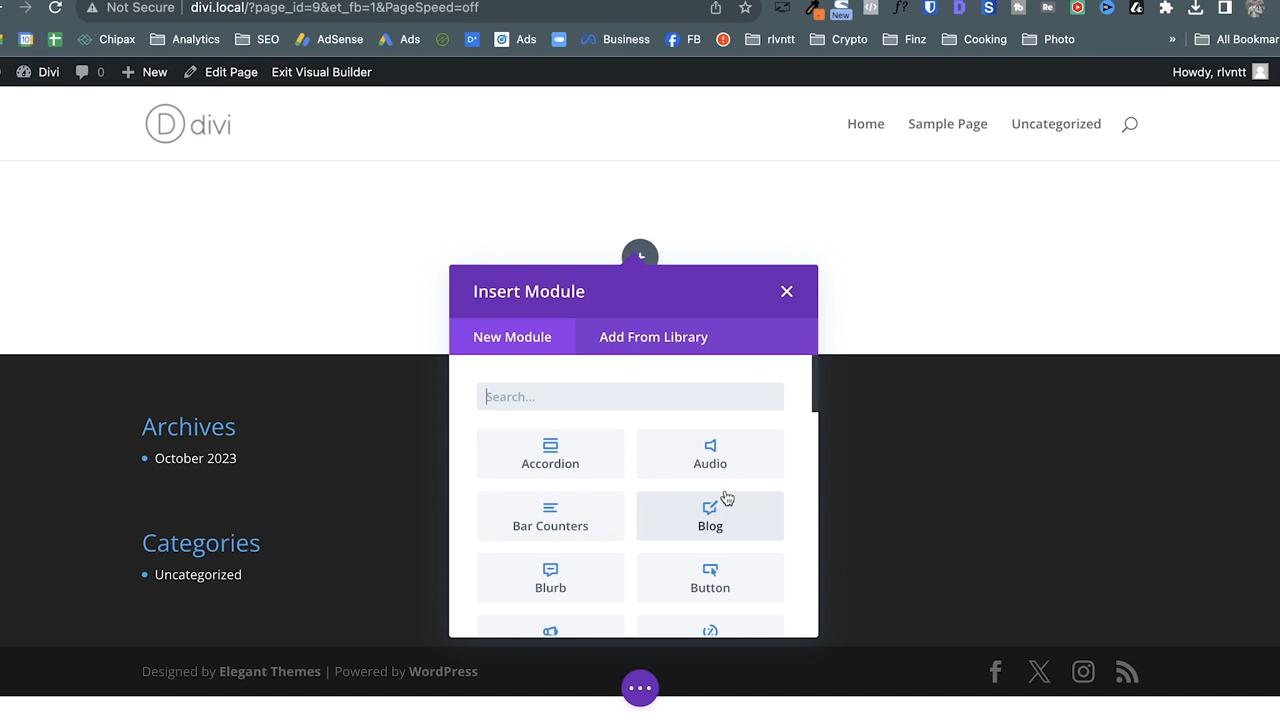 Not Secure divi.local/?page_id=9&et_fb=1&PageSpeed=off
New
Chipax Analytics SEO AdSense Ads Ads Business FB rlvntt Crypto Finz Cooking Photo » All Bookmar
Divi 0 New Edit Page Exit Visual Builder Howdy, rlvntt
D divi
Home Sample Page Uncategorized
Insert Module
New Module Add From Library
Search...
Accordion Audio
Bar Counters Blog
Blurb Button
Archives
October 2023
Categories
Uncategorized
Designed by Elegant Themes | Powered by WordPress